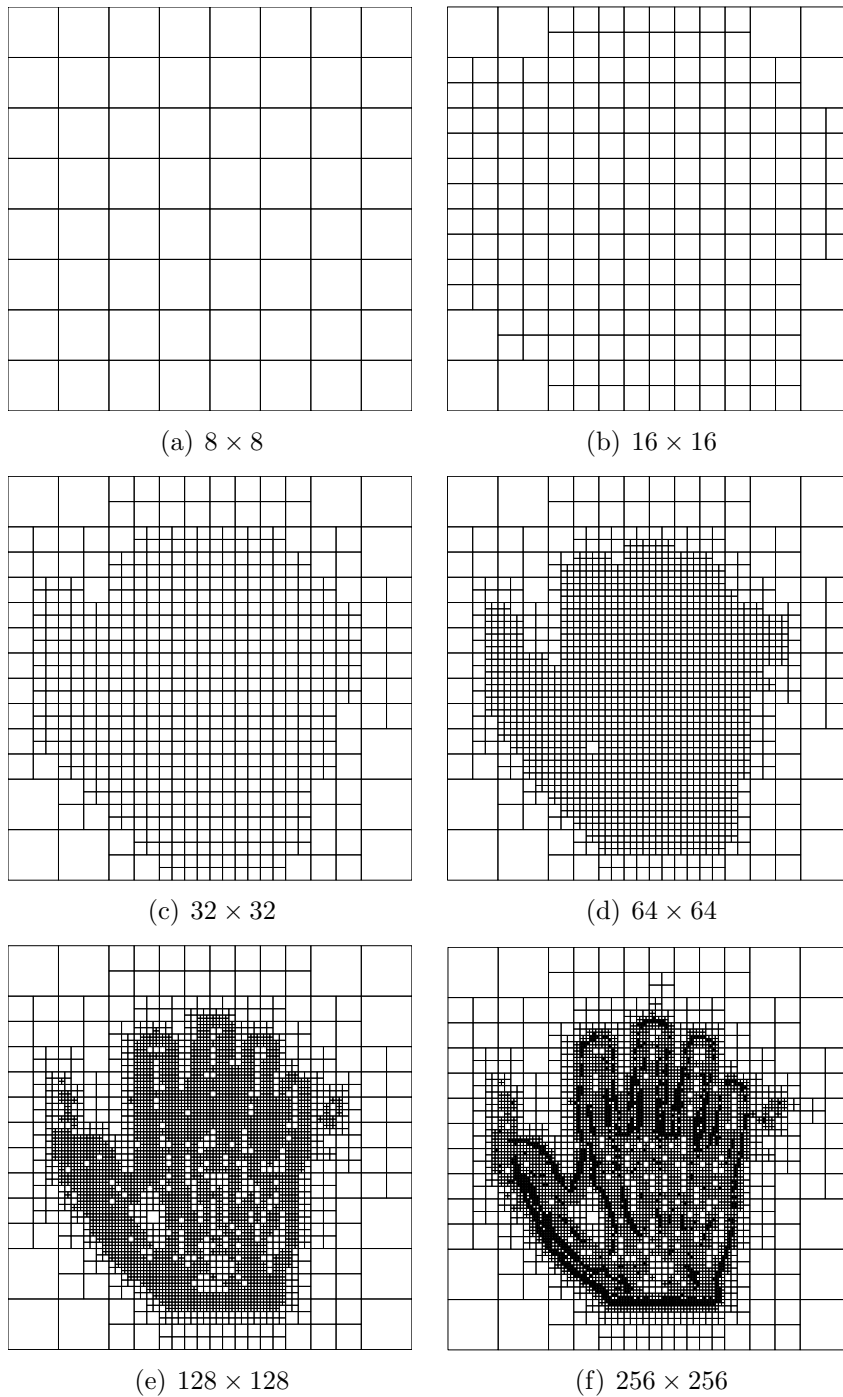 (a) 8 × 8
(b) 16 × 16
(c) 32 × 32
(d) 64 × 64
(e) 128 × 128
(f) 256 × 256